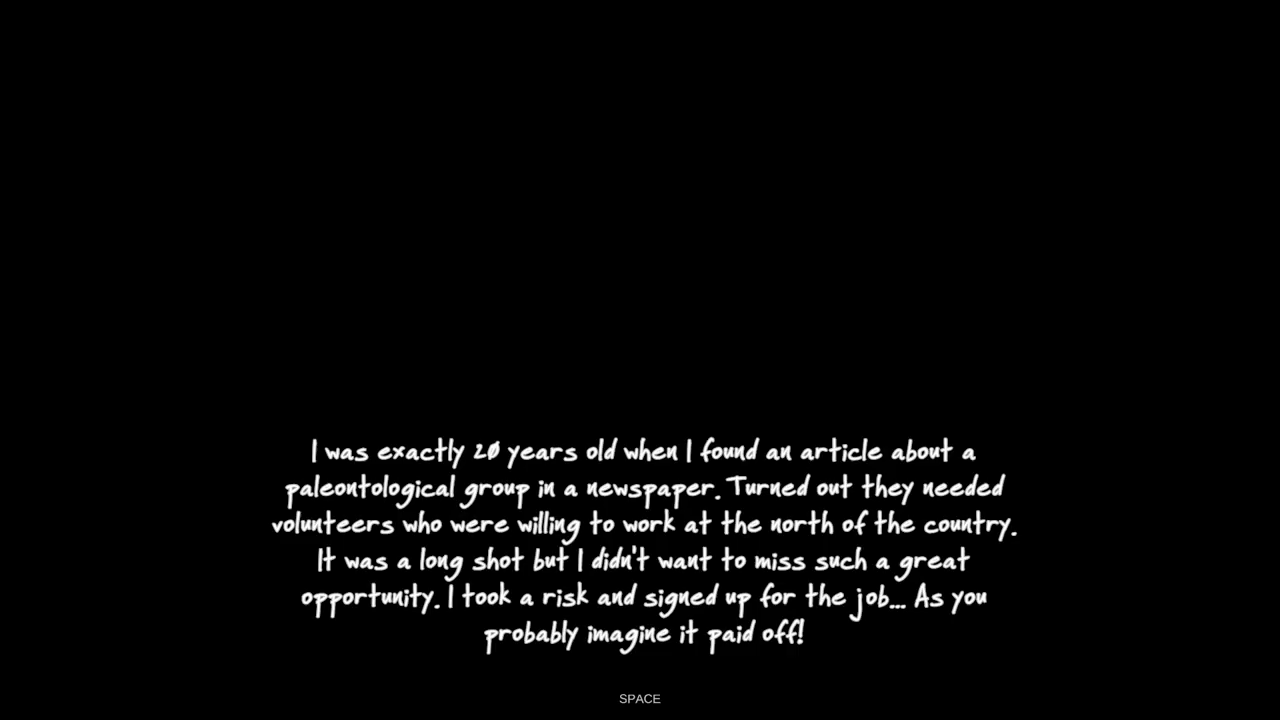 I was exactly 20 years old when I found an article about a
paleontological group in a newspaper. Turned out they needed
volunteers who were willing to work at the north of the country.
It was a long shot but I didn't want to miss such a great
opportunity. I took a risk and signed up for the job... As you
probably imagine it paid off!
SPACE